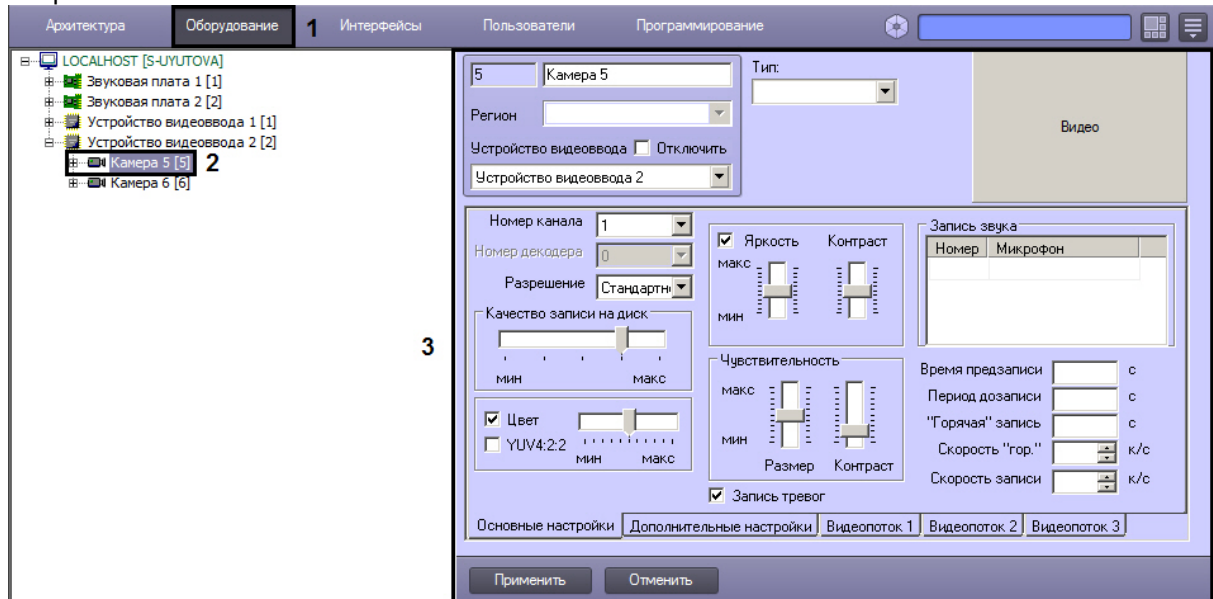 Архитектура Оборудование 1 Интерфейсы Пользователи Программирование
LOCALHOST [S-UYUTOVA]
Звуковая плата 1 [1]
Звуковая плата 2 [2]
Устройство видеоввода 1 [1]
Устройство видеоввода 2 [2]
Камера 5 [5] 2
Камера 6 [6]
3
5 Камера 5
Регион
Устройство видеоввода Отключить
Устройство видеоввода 2
Тип:
Видео
Номер канала 1
Номер декодера 0
Разрешение Стандартн
Качество записи на диск
мин макс
Цвет
YUV4:2:2
мин макс
Яркость Контраст
макс
мин
Чувствительность
макс
мин
Размер Контраст
Запись тревог
Запись звука
Номер Микрофон
Время предзаписи с
Период дозаписи с
"Горячая" запись с
Скорость "гор." к/с
Скорость записи к/с
Основные настройки Дополнительные настройки Видеопоток 1 Видеопоток 2 Видеопоток 3
Применить Отменить